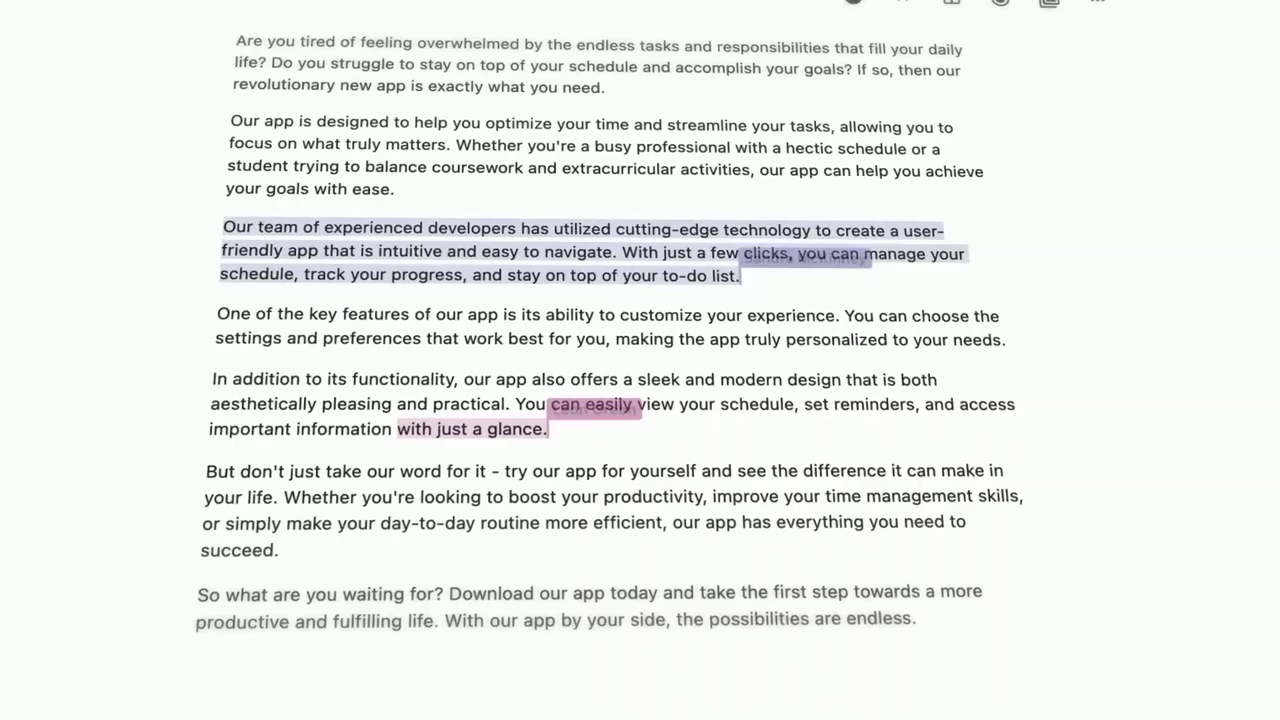 Are you tired of feeling overwhelmed by the endless tasks and responsibilities that fill your daily
life? Do you struggle to stay on top of your schedule and accomplish your goals? If so, then our
revolutionary new app is exactly what you need.
Our app is designed to help you optimize your time and streamline your tasks, allowing you to
focus on what truly matters. Whether you're a busy professional with a hectic schedule or a
student trying to balance coursework and extracurricular activities, our app can help you achieve
your goals with ease.
Our team of experienced developers has utilized cutting-edge technology to create a user-
friendly app that is intuitive and easy to navigate. With just a few clicks, you can manage your
schedule, track your progress, and stay on top of your to-do list.
One of the key features of our app is its ability to customize your experience. You can choose the
settings and preferences that work best for you, making the app truly personalized to your needs.
In addition to its functionality, our app also offers a sleek and modern design that is both
aesthetically pleasing and practical. You can easily view your schedule, set reminders, and access
important information with just a glance.
But don't just take our word for it - try our app for yourself and see the difference it can make in
your life. Whether you're looking to boost your productivity, improve your time management skills,
or simply make your day-to-day routine more efficient, our app has everything you need to
succeed.
So what are you waiting for? Download our app today and take the first step towards a more
productive and fulfilling life. With our app by your side, the possibilities are endless.